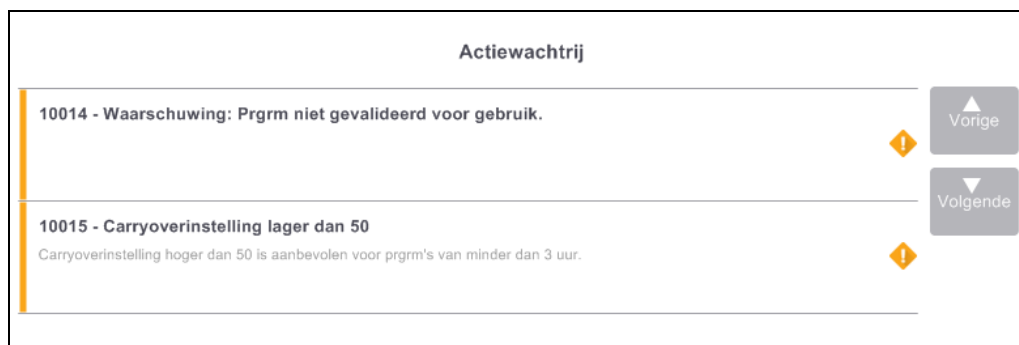 Actiewachtrij
10014 - Waarschuwing: Prgrm niet gevalideerd voor gebruik.
Vorige
10015 - Carryoverinstelling lager dan 50
Carryoverinstelling hoger dan 50 is aanbevolen voor prgrm's van minder dan 3 uur.
Volgende